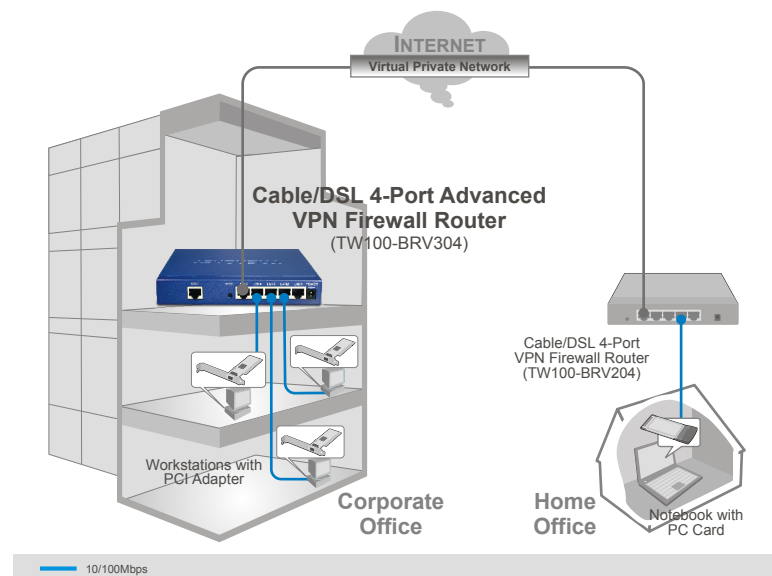 INTERNET
Virtual Private Network
Cable/DSL 4-Port Advanced
VPN Firewall Router
(TW100-BRV304)
Cable/DSL 4-Port
VPN Firewall Router
(TW100-BRV204)
Workstations with
PCI Adapter
Corporate
Office
Home
Office
Notebook with
PC Card
10/100Mbps